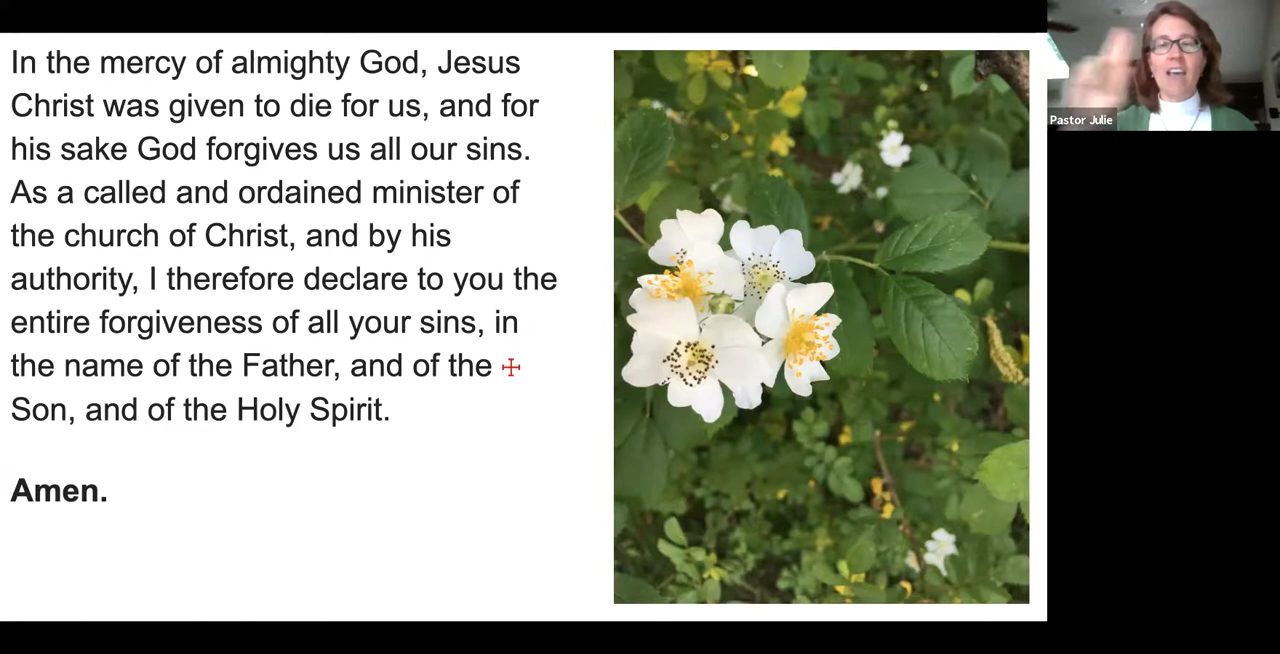 In the mercy of almighty God, Jesus
Christ was given to die for us, and for
his sake God forgives us all our sins.
As a called and ordained minister of
the church of Christ, and by his
authority, I therefore declare to you the
entire forgiveness of all your sins, in
the name of the Father, and of the ☩
Son, and of the Holy Spirit.
Amen.
Pastor Julie